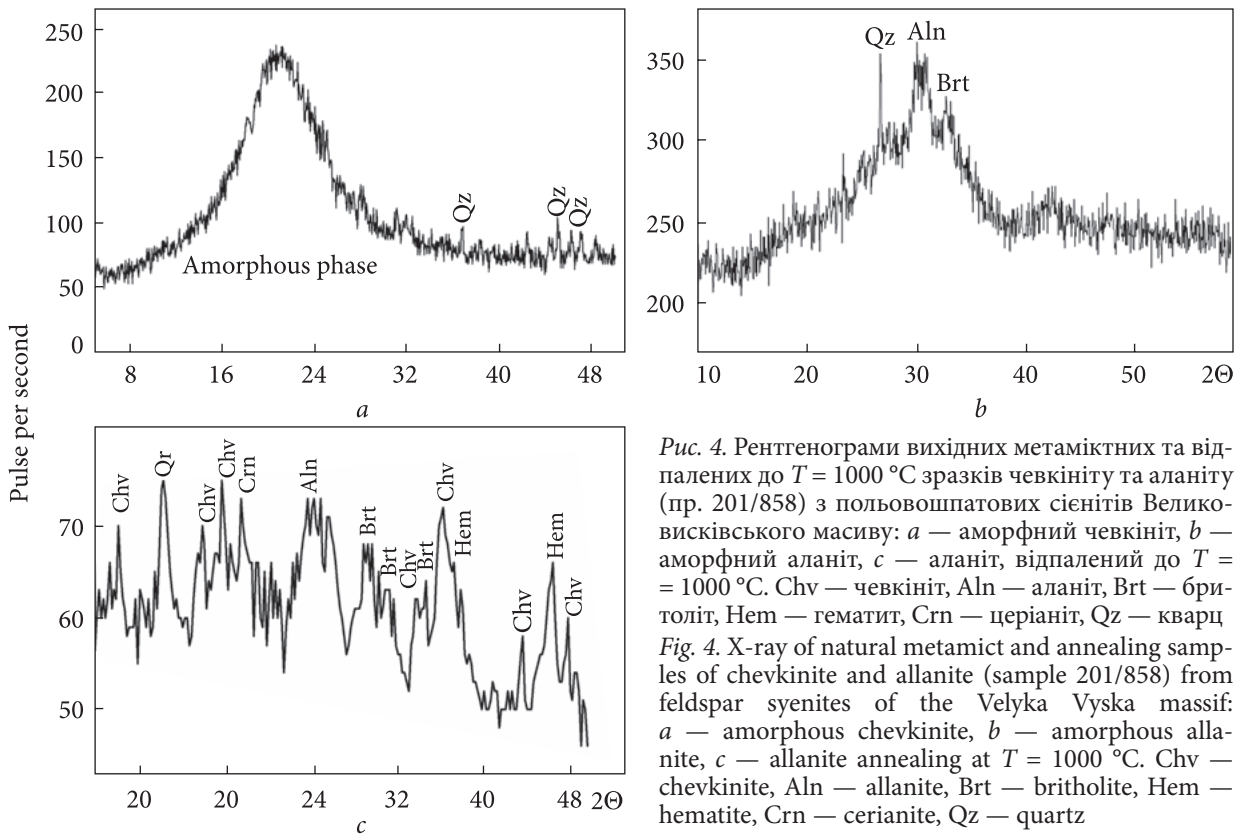 Pulse per second
250
200
150
100
50
0
Amorphous phase
Qz
Qz
Qz
8 16 24 32 40 48
a
350
300
250
200
Qz
Aln
Brt
10 20 30 40 50 2Θ
b
70
60
50
Chv
Qr
Chv
Chv
Crn
Aln
Brt
Brt
Chv
Brt
Chv
Hem
Chv
Hem
Chv
20 20 24 32 40 48 2Θ
c
Рис. 4. Рентгенограми вихідних метаміктних та від-
палених до T = 1000 °С зразків чевкініту та аланіту
(пр. 201/858) з польовошпатових сієнітів Велико-
висківського масиву: a — аморфний чевкініт, b —
аморфний аланіт, c — аланіт, відпалений до T =
= 1000 °С. Chv — чевкініт, Aln — аланіт, Brt — бри-
толіт, Hem — гематит, Crn — церіаніт, Qz — кварц
Fig. 4. X-ray of natural metamict and annealing samp-
les of chevkinite and allanite (sample 201/858) from
feldspar syenites of the Velyka Vyska massif:
a — amorphous chevkinite, b — amorphous alla-
nite, c — allanite annealing at T = 1000 °C. Chv —
chevkinite, Aln — allanite, Brt — britholite, Hem —
hematite, Crn — cerianite, Qz — quartz